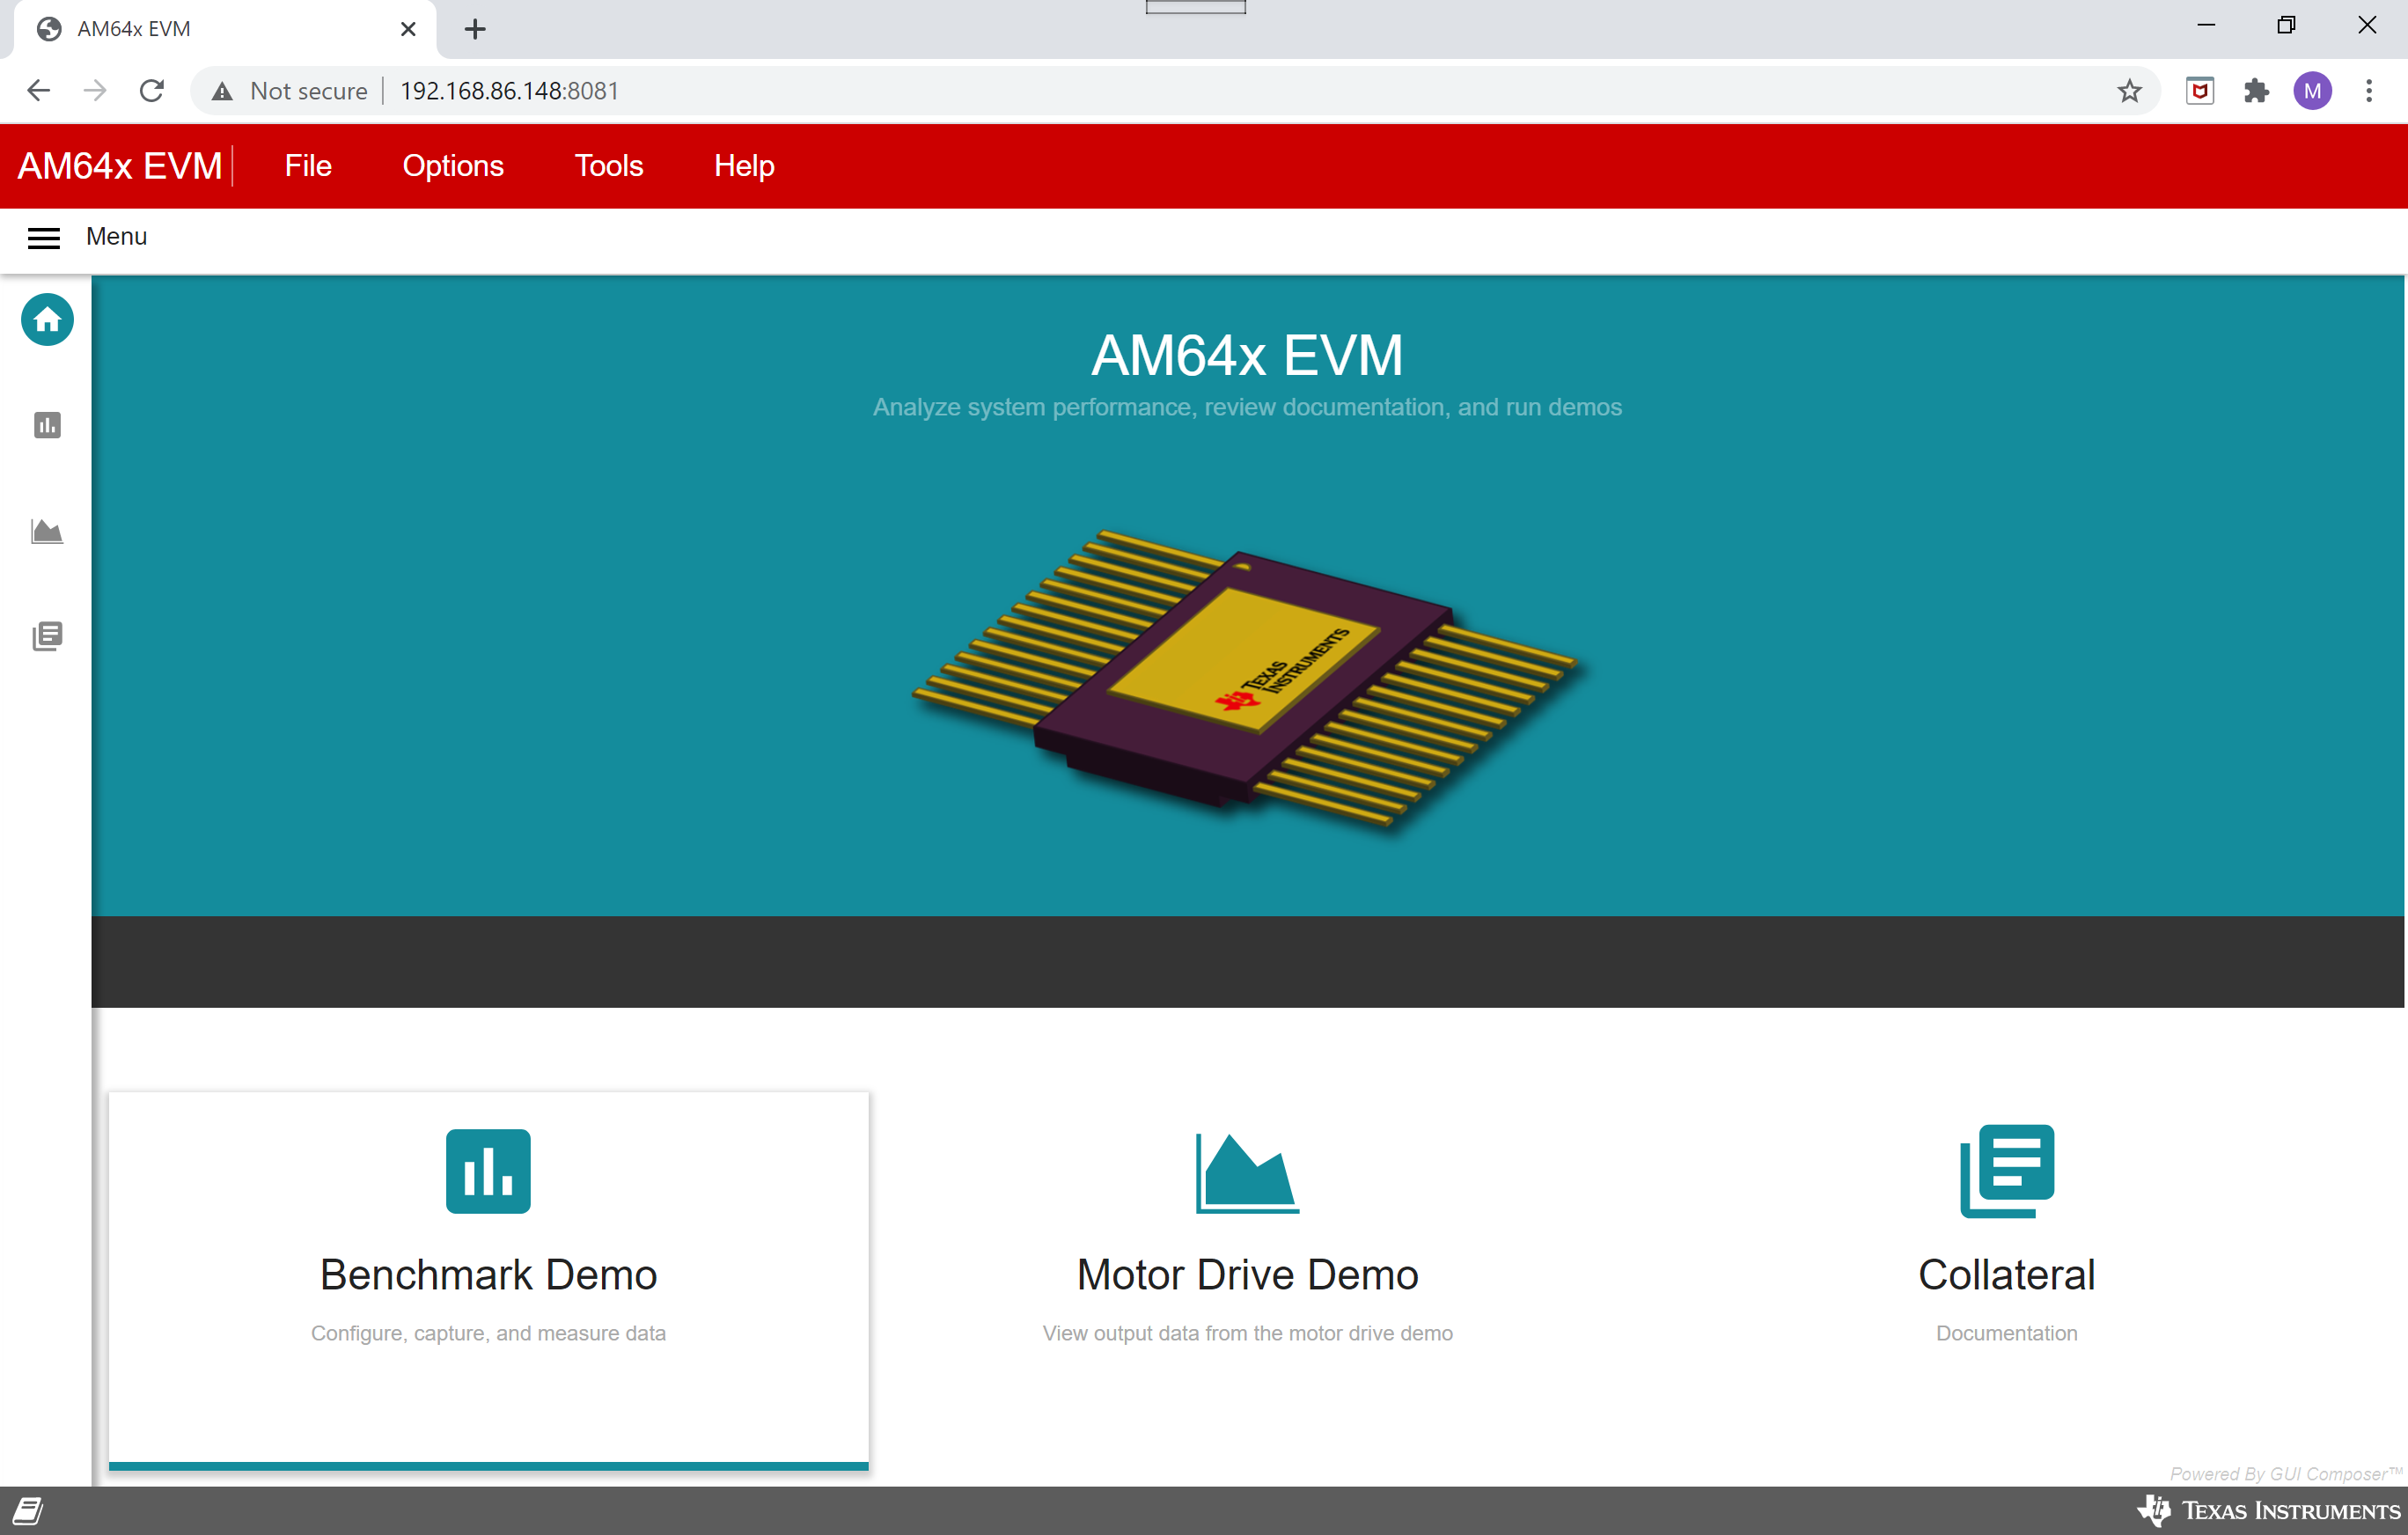 AM64x EVM
Not secure
192.168.86.148:8081
M
AM64x EVM
File
Options
Tools
Help
Menu
AM64x EVM
Analyze system performance, review documentation, and run demos
TEXAS
INSTRUMENTS
Benchmark Demo
Configure, capture, and measure data
Motor Drive Demo
View output data from the motor drive demo
Collateral
Documentation
Powered By GUI Composer™
TEXAS INSTRUMENTS